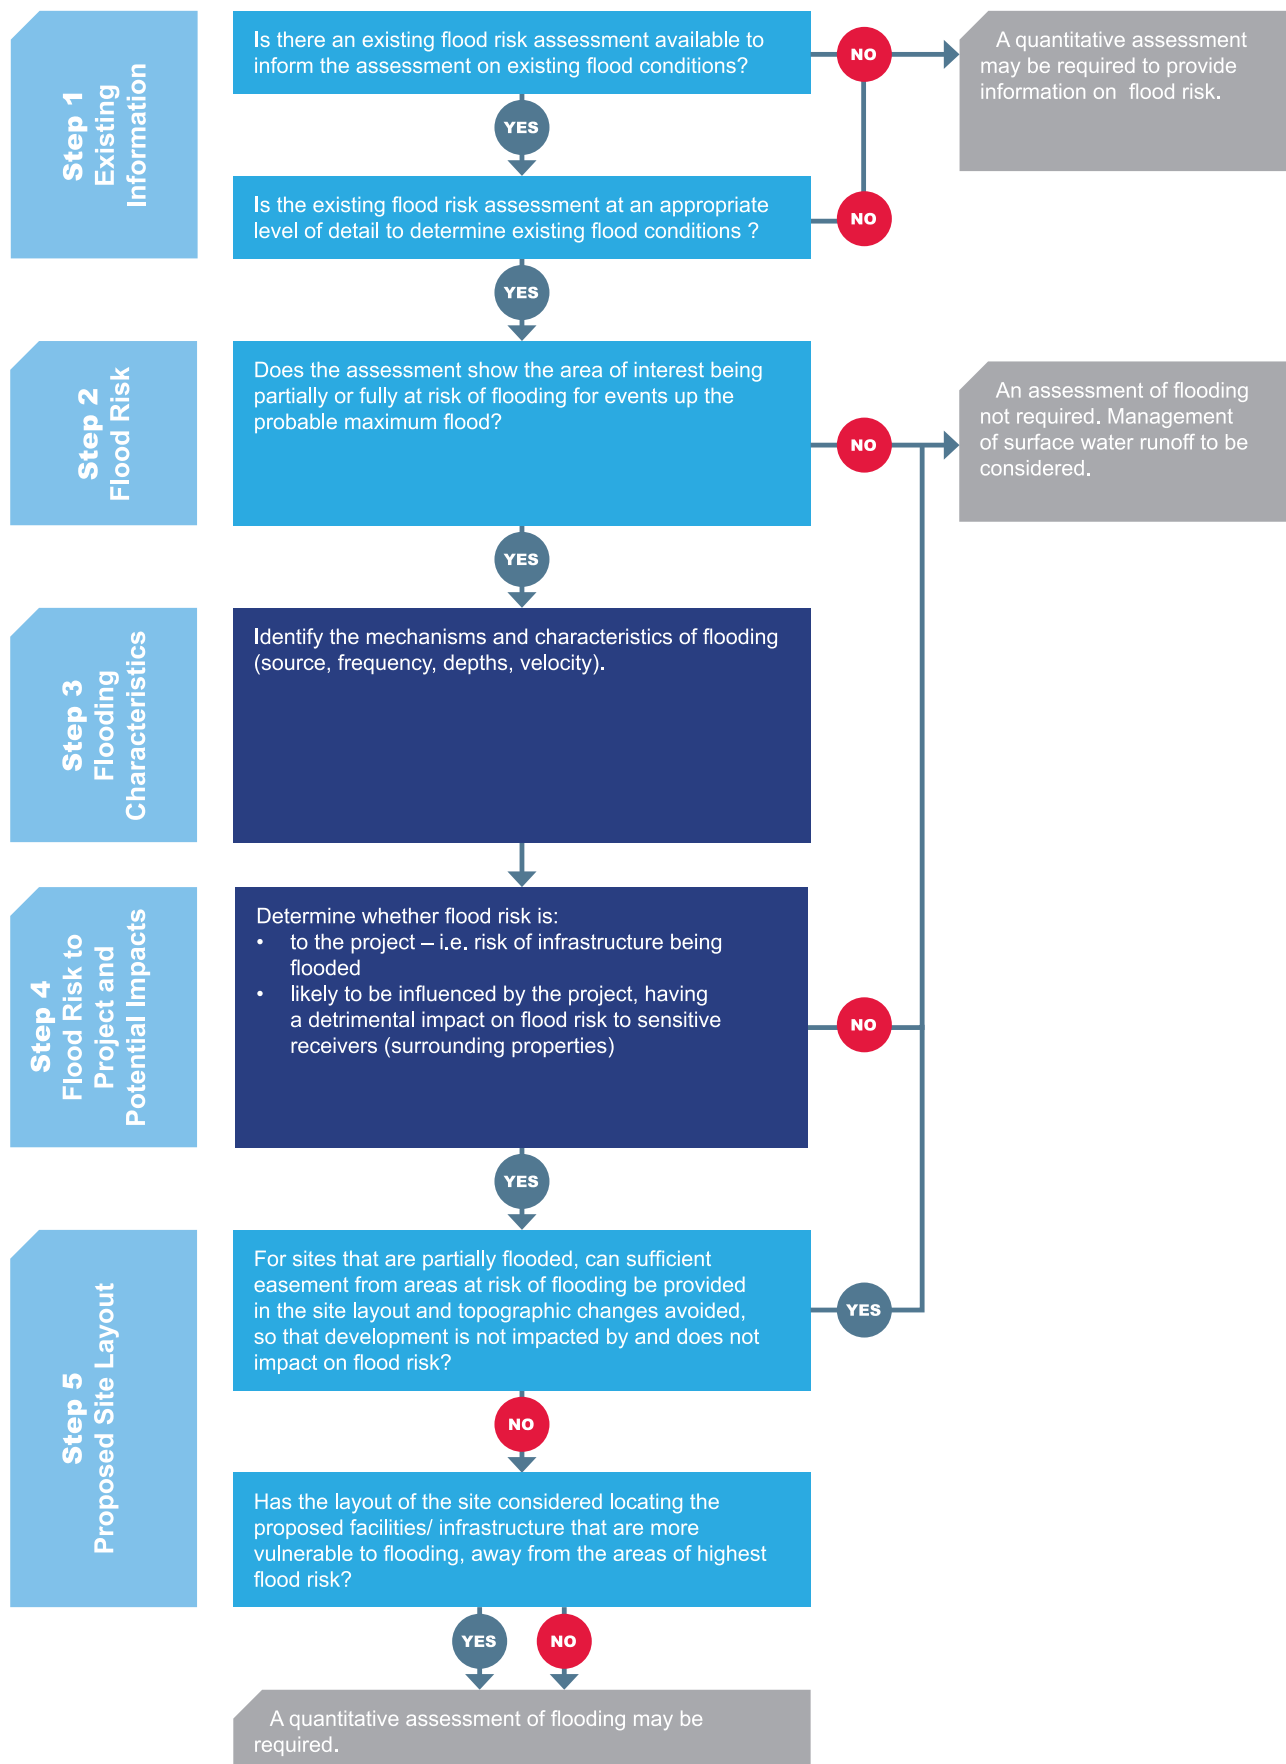 Step 1
Existing
Information
Is there an existing flood risk assessment available to
inform the assessment on existing flood conditions?
NO
A quantitative assessment
may be required to provide
information on flood risk.
YES
Is the existing flood risk assessment at an appropriate
level of detail to determine existing flood conditions ?
NO
YES
Step 2
Flood Risk
Does the assessment show the area of interest being
partially or fully at risk of flooding for events up the
probable maximum flood?
NO
An assessment of flooding
not required. Management
of surface water runoff to be
considered.
YES
Step 3
Flooding
Characteristics
Identify the mechanisms and characteristics of flooding
(source, frequency, depths, velocity).
Step 4
Flood Risk to
Project and
Potential Impacts
Determine whether flood risk is:
• to the project – i.e. risk of infrastructure being
flooded
• likely to be influenced by the project, having
a detrimental impact on flood risk to sensitive
receivers (surrounding properties)
NO
YES
Step 5
Proposed Site Layout
For sites that are partially flooded, can sufficient
easement from areas at risk of flooding be provided
in the site layout and topographic changes avoided,
so that development is not impacted by and does not
impact on flood risk?
YES
NO
Has the layout of the site considered locating the
proposed facilities/ infrastructure that are more
vulnerable to flooding, away from the areas of highest
flood risk?
YES
NO
A quantitative assessment of flooding may be
required.